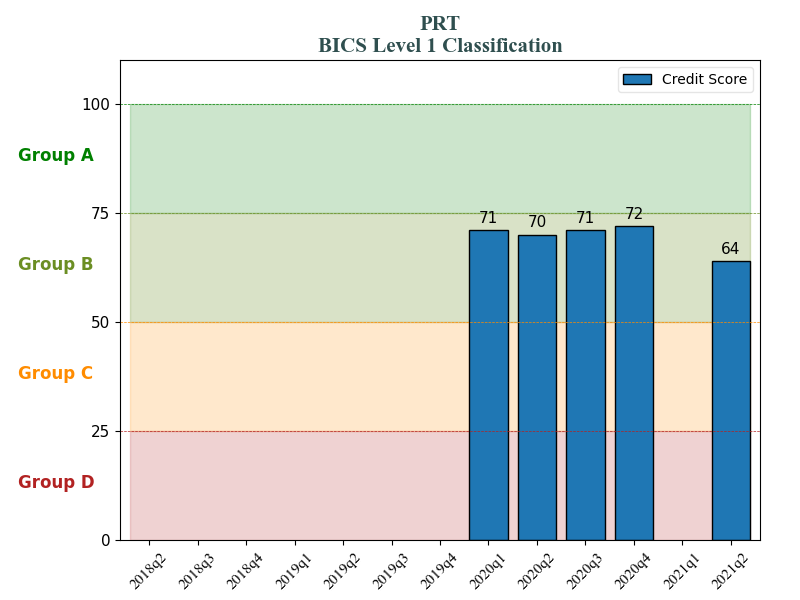 PRT
BICS Level 1 Classification
Credit Score
100
Group A
75
Group B
50
Group C
25
Group D
0
71
70
71
72
64
2018q2
2018q3
2018q4
2019q1
2019q2
2019q3
2019q4
2020q1
2020q2
2020q3
2020q4
2021q1
2021q2